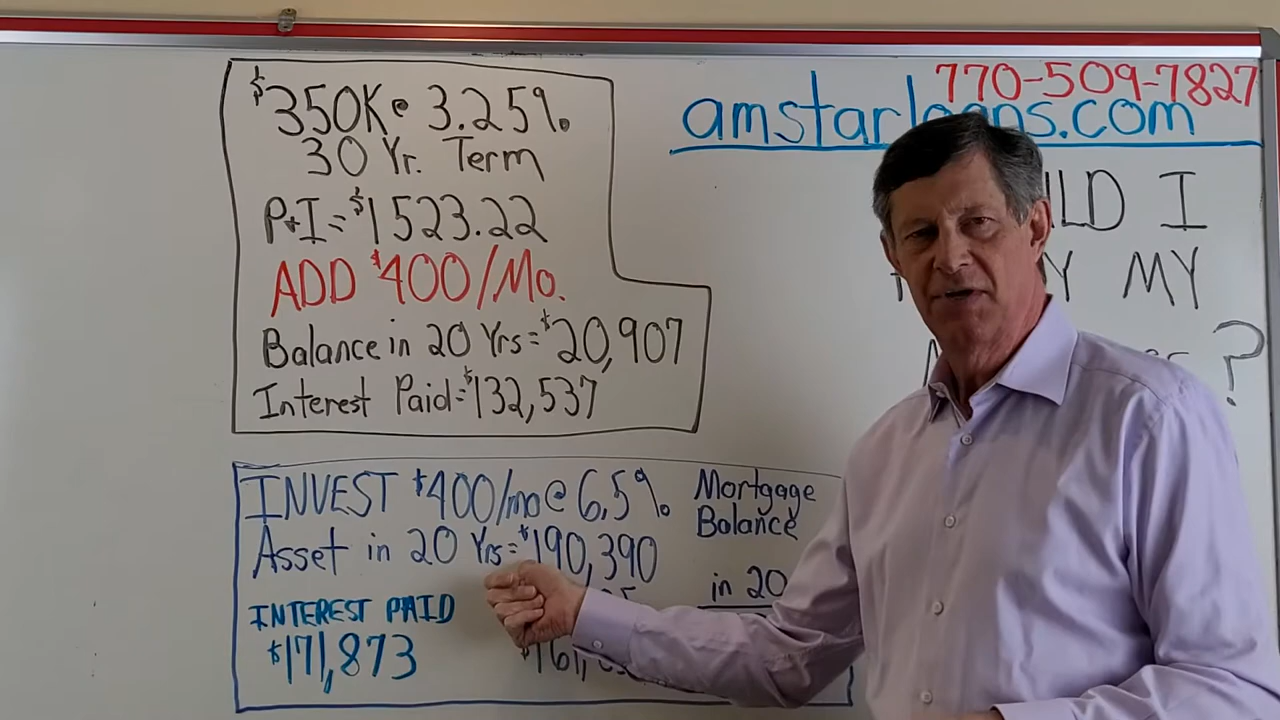 $350K @ 3.25%
30 Yr. Term
P+I = $1523.22
ADD $400/Mo.
Balance in 20 Yrs = $20,907
Interest Paid = $132,537
INVEST $400/mo @ 6.5%
Asset in 20 Yrs = $190,390
INTEREST PAID
$171,873
Mortgage
Balance
in 20
770-509-7827
amstarloans.com
I
MY
?